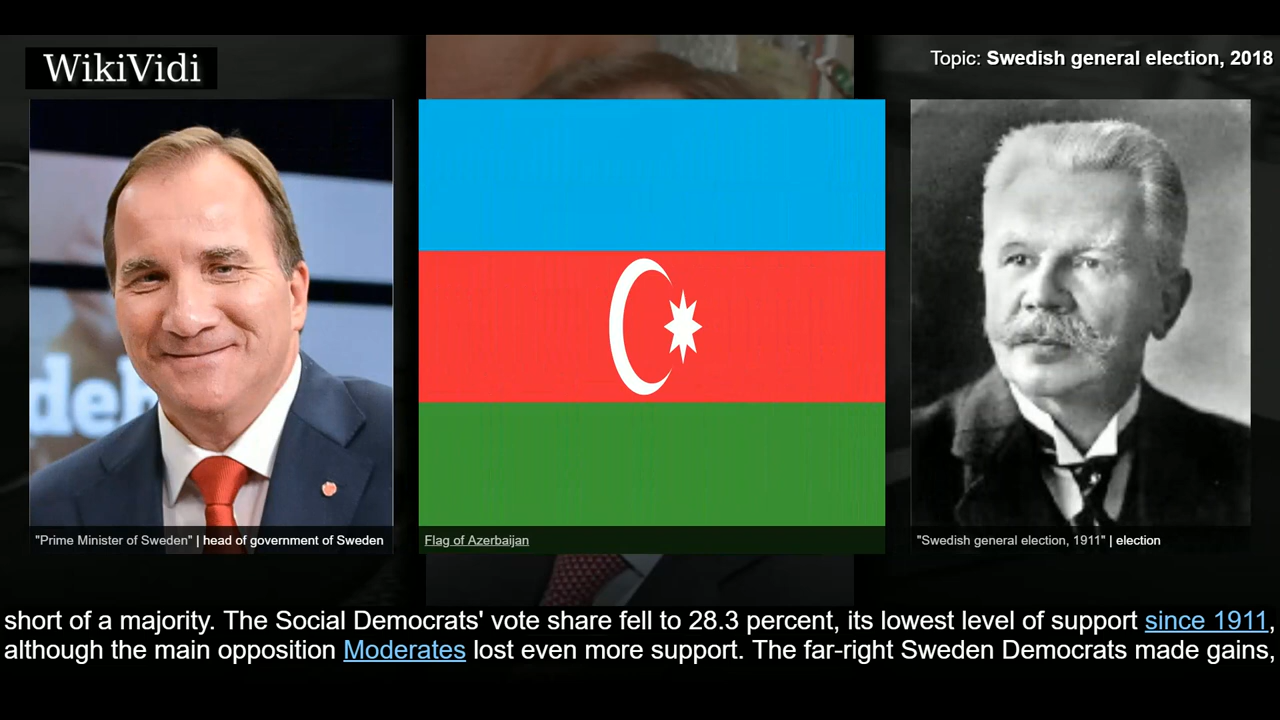 WikiVidi
Topic: Swedish general election, 2018
deb
"Prime Minister of Sweden" | head of government of Sweden
Flag of Azerbaijan
"Swedish general election, 1911" | election
short of a majority. The Social Democrats' vote share fell to 28.3 percent, its lowest level of support since 1911,
although the main opposition Moderates lost even more support. The far-right Sweden Democrats made gains,